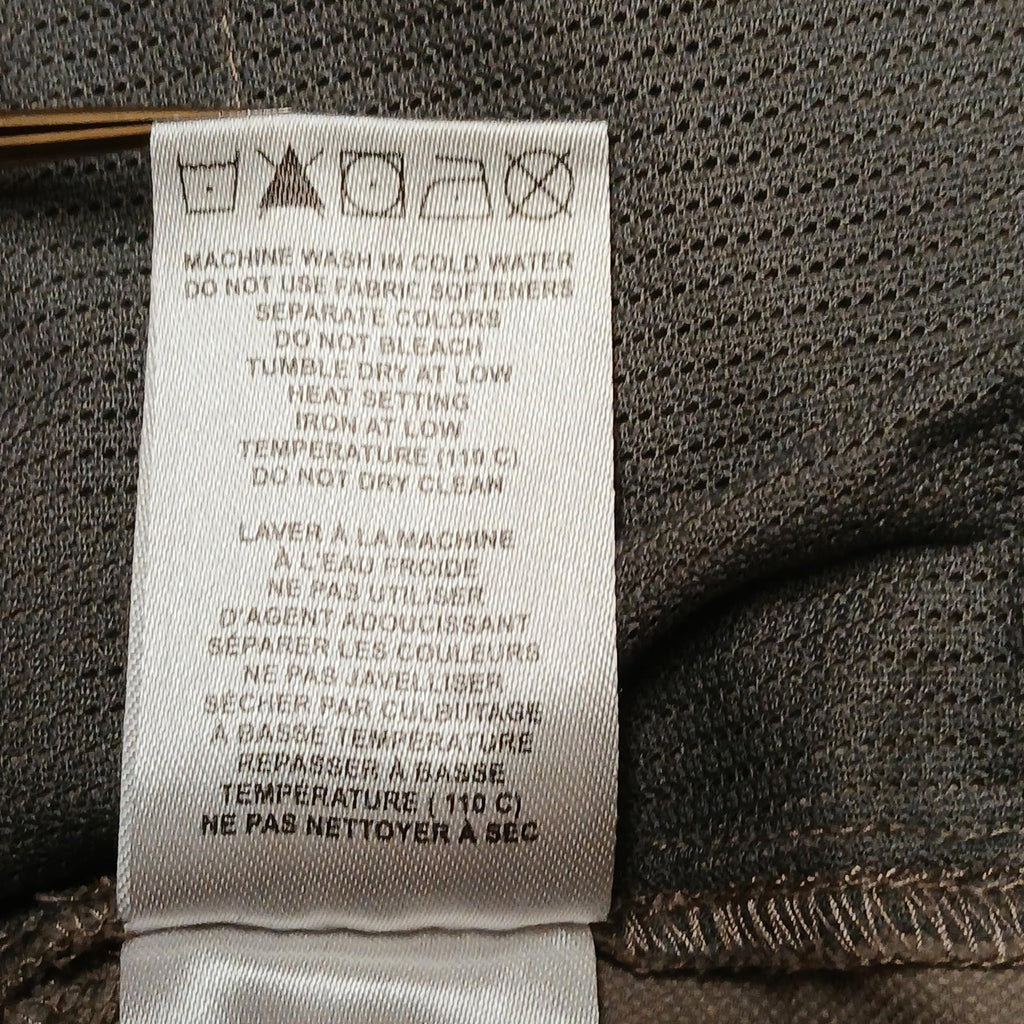 MACHINE WASH IN COLD WATER
DO NOT USE FABRIC SOFTENERS
SEPARATE COLORS
DO NOT BLEACH
TUMBLE DRY AT LOW
HEAT SETTING
IRON AT LOW
TEMPERATURE (110 C)
DO NOT DRY CLEAN
LAVER À LA MACHINE
À L'EAU FROIDE
NE PAS UTILISER
D'AGENT ADOUCISSANT
SÉPARER LES COULEURS
NE PAS JAVELLISER
SÉCHER PAR CULBUTAGE
À BASSE TEMPÉRATURE
REPASSER À BASSE
TEMPÉRATURE ( 110 C)
NE PAS NETTOYER À SEC